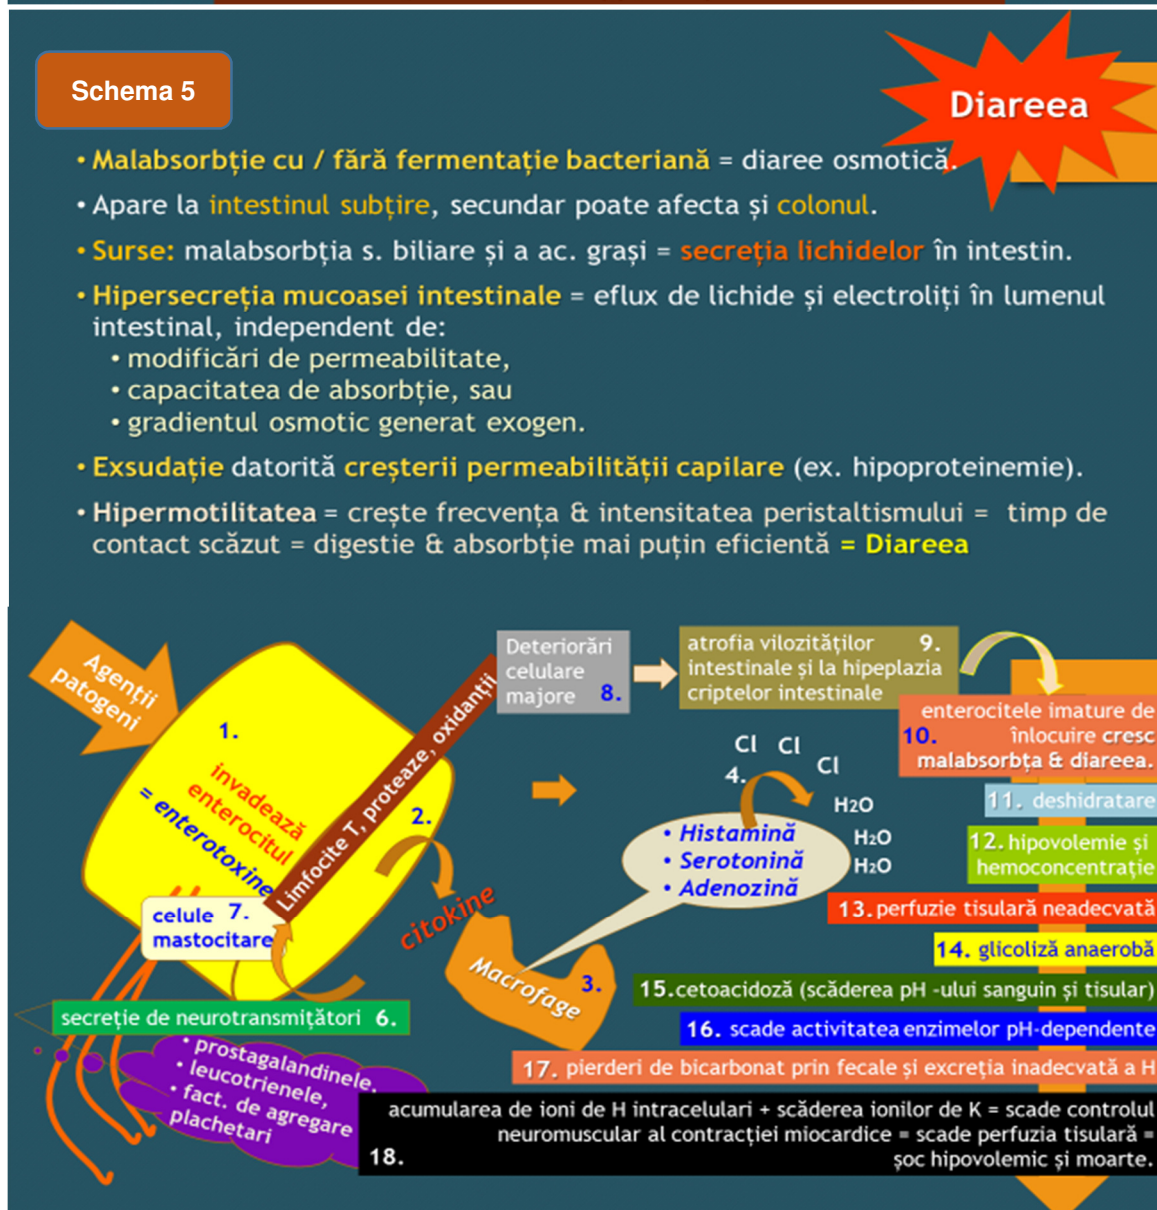 Schema 5
Diareea
• Malabsorbție cu / fără fermentație bacteriană = diaree osmotică.
• Apare la intestinul subțire, secundar poate afecta și colonul.
• Surse: malabsorbția s. biliare și a ac. grași = secreția lichidelor în intestin.
• Hipersecreția mucoasei intestinale = eflux de lichide și electroliți în lumenul
intestinal, independent de:
• modificări de permeabilitate,
• capacitatea de absorbție, sau
• gradientul osmotic generat exogen.
• Exsudație datorită creșterii permeabilității capilare (ex. hipoproteinemie).
• Hipermotilitatea = crește frecvența & intensitatea peristaltismului = timp de
contact scăzut = digestie & absorbție mai puțin eficientă = Diareea
Agenții
patogeni
1.
invadează
enterocitul
= enterotoxine
2.
citokine
Macrofage 3.
4.
Cl Cl
Cl
H2O
H2O
H2O
• Histamină
• Serotonină
• Adenozină
secreție de neurotransmițători 6.
• prostagalandinele,
• leucotrienele,
• fact. de agregare
plachetari
celule 7.
mastocitare
Limfocite T, proteaze, oxidanții
Deteriorări
celulare
majore 8.
atrofia vilozităților 9.
intestinale și la hipeplazia
criptelor intestinale
enterocitele imature de
10. înlocuire cresc
malabsorbța & diareea.
11. deshidratare
12. hipovolemie și
hemoconcentrație
13. perfuzie tisulară neadecvată
14. glicoliză anaerobă
15. cetoacidoză (scăderea pH -ului sanguin și tisular)
16. scade activitatea enzimelor pH-dependente
17. pierderi de bicarbonat prin fecale și excreția inadecvată a H
acumularea de ioni de H intracelulari + scăderea ionilor de K = scade controlul
neuromuscular al contracției miocardice = scade perfuzia tisulară =
18. șoc hipovolemic și moarte.